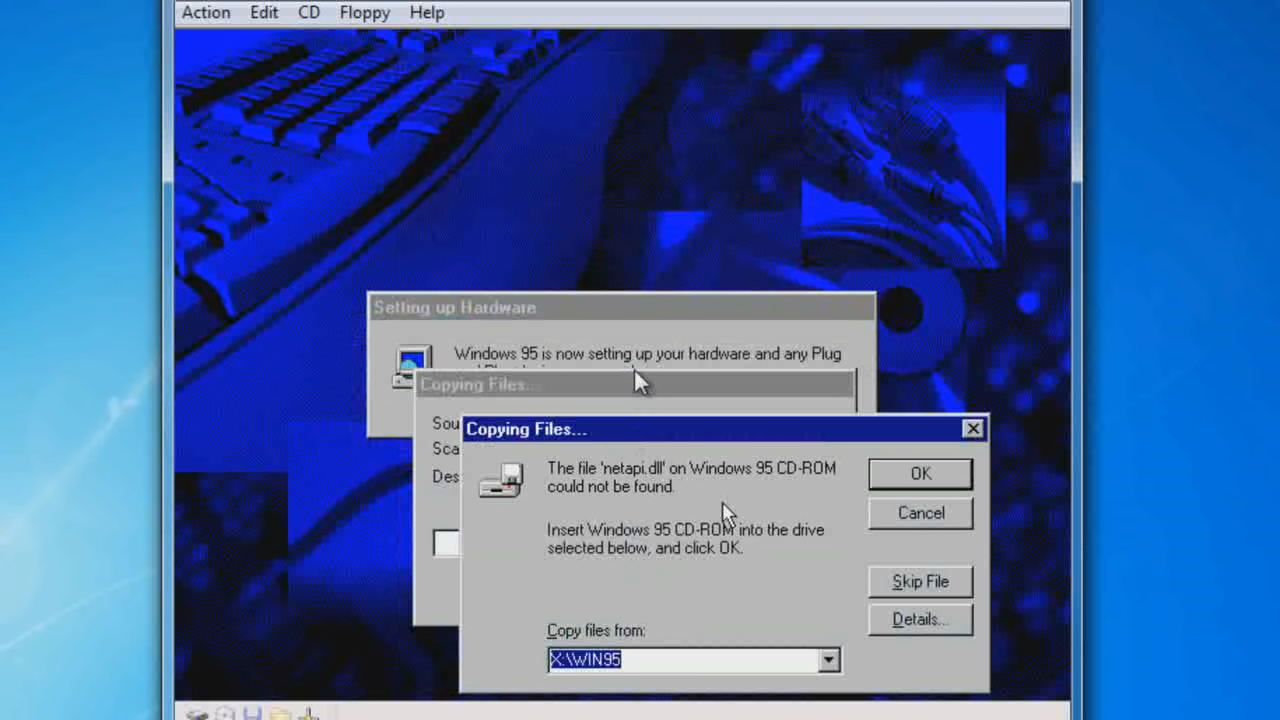 Action Edit CD Floppy Help
Setting up Hardware
Windows 95 is now setting up your hardware and any Plug
Copying Files...
Sou
Sca
Des
Copying Files...
The file 'netapi.dll' on Windows 95 CD-ROM
could not be found.
Insert Windows 95 CD-ROM into the drive
selected below, and click OK.
OK
Cancel
Skip File
Details...
Copy files from:
X:\WIN95